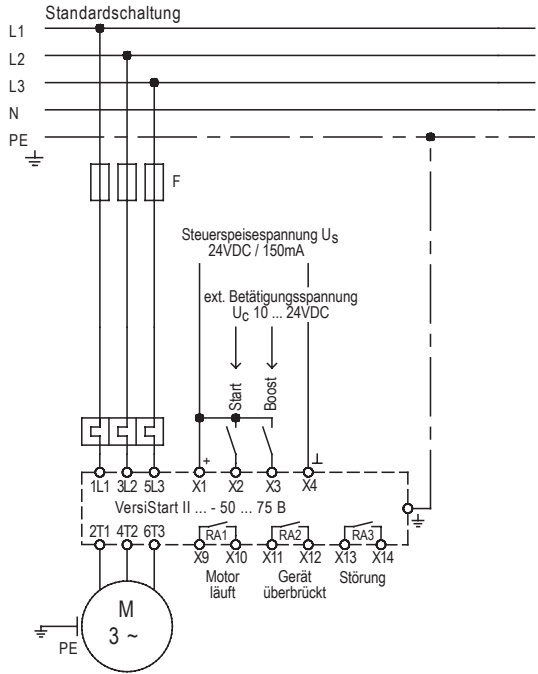 Standardschaltung
L1
L2
L3
N
PE
F
Steuerspeisespannung US
24VDC / 150mA
ext. Betätigungsspannung
UC 10 ... 24VDC
Start
Boost
+
1L1 3L2 5L3 X1 X2 X3 X4
VersiStart II ... - 50 ... 75 B
2T1 4T2 6T3 RA1 RA2 RA3
X9 X10 X11 X12 X13 X14
Motor läuft
Gerät überbrückt
Störung
M
3 ~
PE